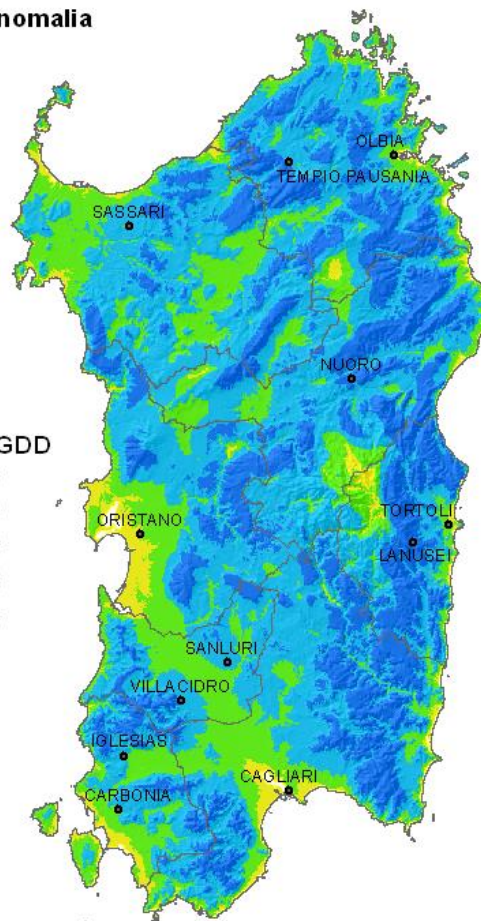 nomalia
OLBIA
TEMPIO PAUSANIA
SASSARI
NUORO
GDD
ORISTANO
TORTOLI
LANUSEI
SANLURI
VILLACIDRO
IGLESIAS
CAGLIARI
CARBONIA